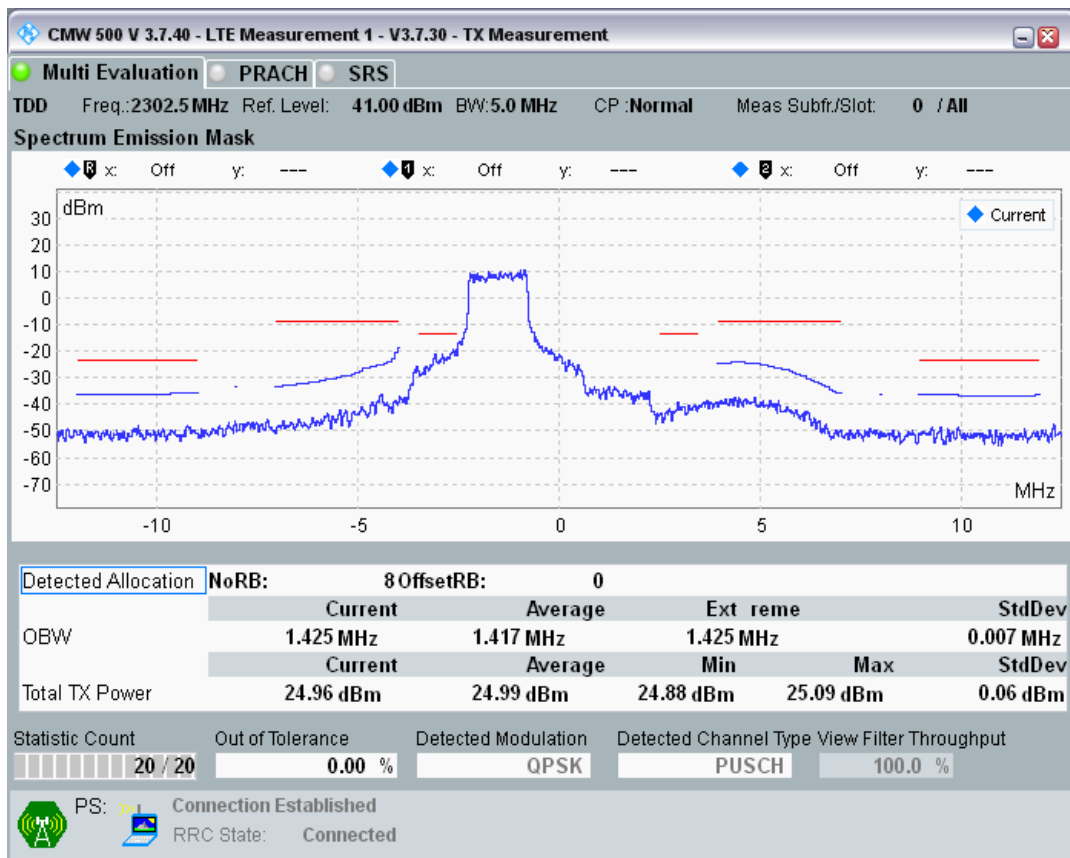 CMW 500 V 3.7.40 - LTE Measurement 1 - V3.7.30 - TX Measurement
Multi Evaluation PRACH SRS
TDD Freq.:2302.5 MHz Ref. Level: 41.00 dBm BW:5.0 MHz CP :Normal Meas Subfr./Slot: 0 / All
Spectrum Emission Mask
R x: Off y: --- 1 x: Off y: --- 2 x: Off y: ---
dBm
Current
30
20
10
0
-10
-20
-30
-40
-50
-60
-70
MHz
-10 -5 0 5 10
Detected Allocation NoRB: 8 OffsetRB: 0
Current Average Ext reme StdDev
OBW 1.425 MHz 1.417 MHz 1.425 MHz 0.007 MHz
Current Average Min Max StdDev
Total TX Power 24.96 dBm 24.99 dBm 24.88 dBm 25.09 dBm 0.06 dBm
Statistic Count Out of Tolerance Detected Modulation Detected Channel Type View Filter Throughput
20 / 20 0.00 % QPSK PUSCH 100.0 %
PS: Connection Established
RRC State: Connected